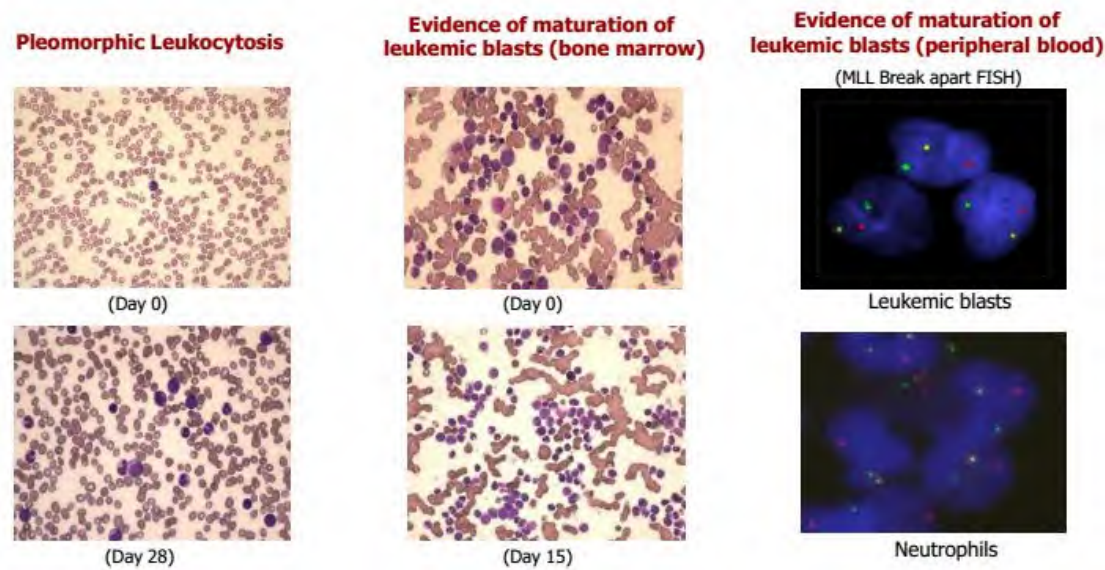 Pleomorphic Leukocytosis
(Day 0)
(Day 28)
Evidence of maturation of
leukemic blasts (bone marrow)
(Day 0)
(Day 15)
Evidence of maturation of
leukemic blasts (peripheral blood)
(MLL Break apart FISH)
Leukemic blasts
Neutrophils